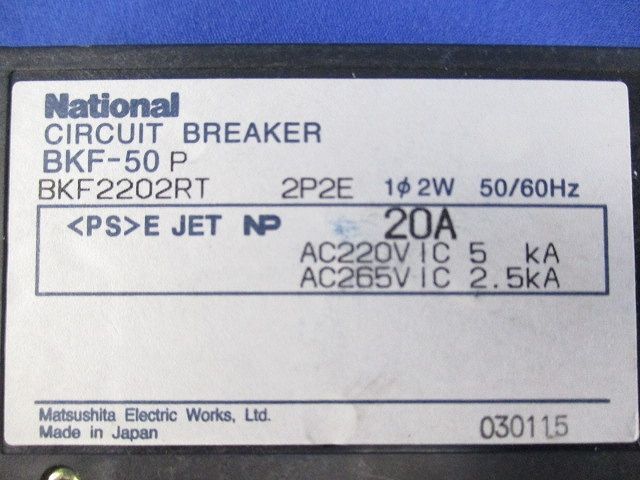 National
CIRCUIT BREAKER
BKF-50 P
BKF2202RT 2P2E 1φ2W 50/60Hz
<PS>E JET NP 20A
AC220V IC 5 kA
AC265V IC 2.5kA
Matsushita Electric Works, Ltd.
Made in Japan
030115